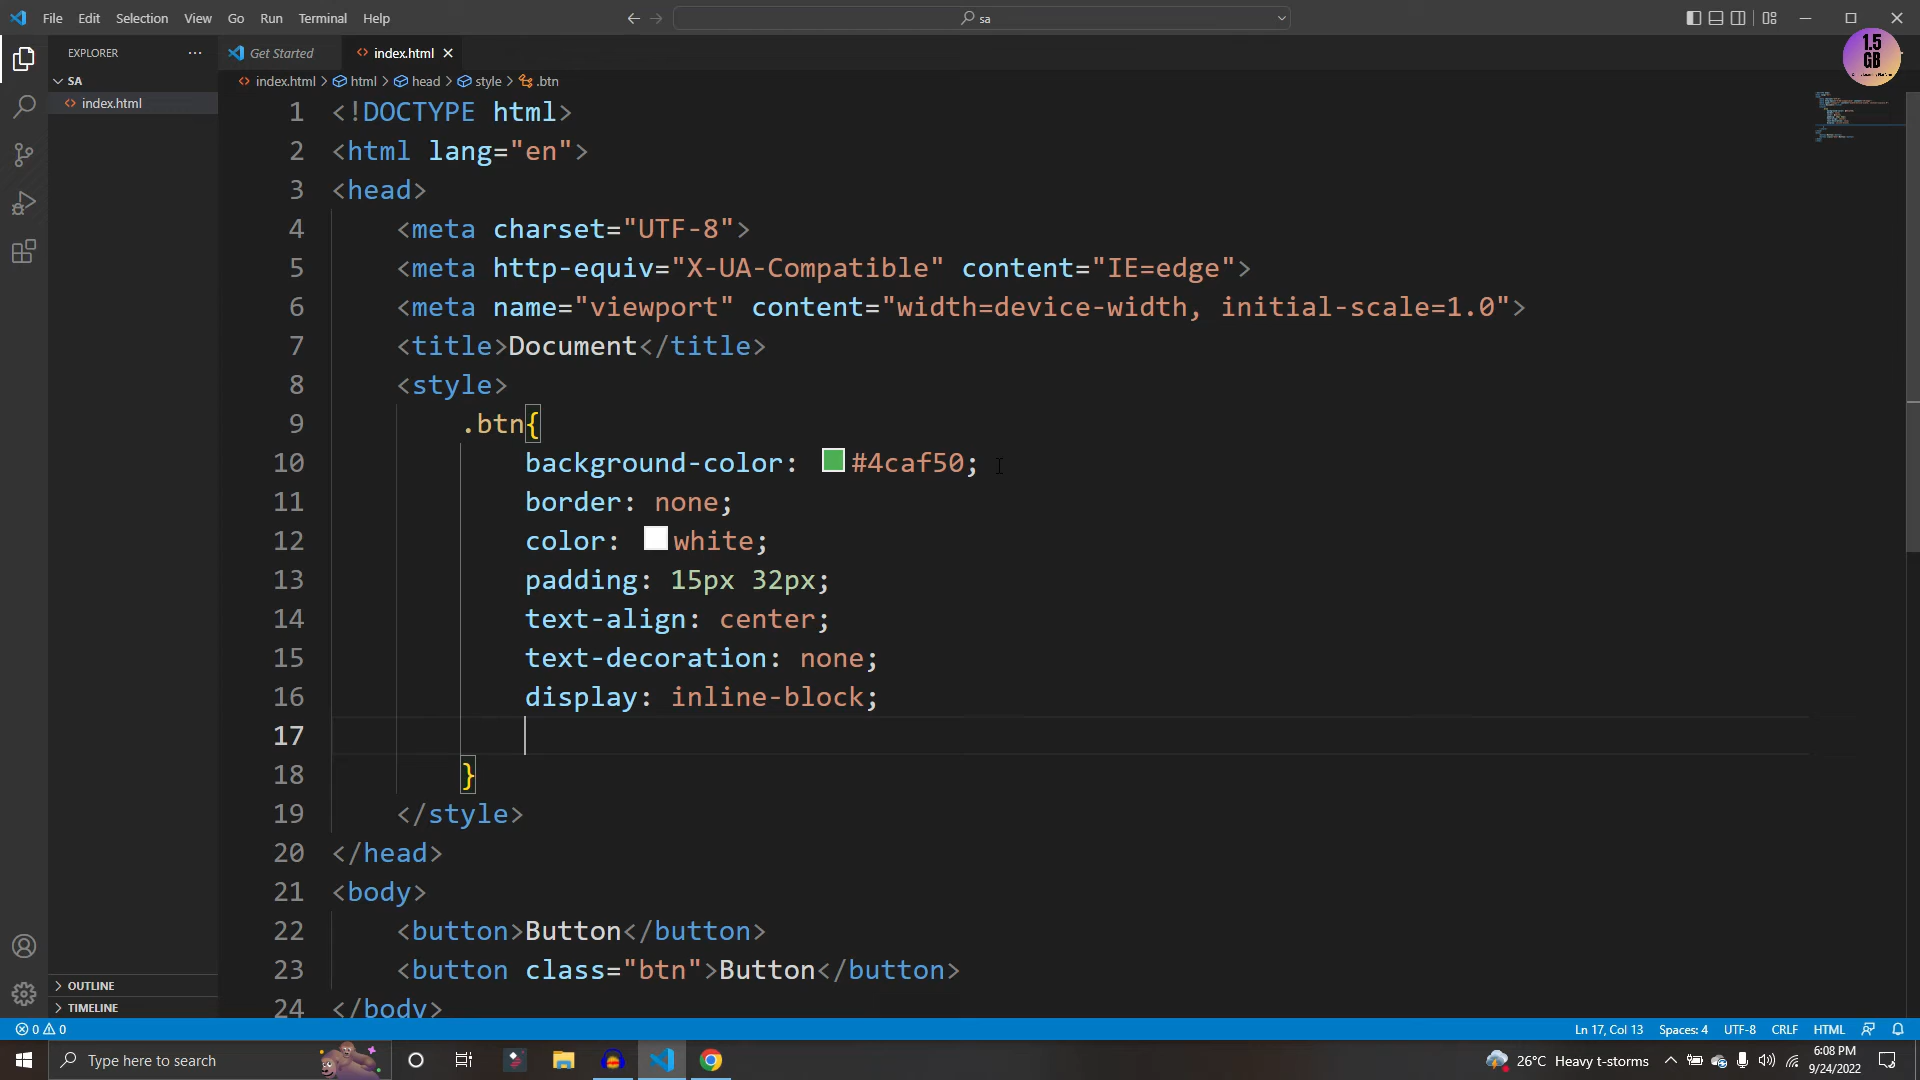 File Edit Selection View Go Run Terminal Help
sa
1.5
GB
EXPLORER
Get Started
index.html
SA
index.html
index.html > html > head > style > .btn
1 <!DOCTYPE html>
2 <html lang="en">
3 <head>
4 <meta charset="UTF-8">
5 <meta http-equiv="X-UA-Compatible" content="IE=edge">
6 <meta name="viewport" content="width=device-width, initial-scale=1.0">
7 <title>Document</title>
8 <style>
9 .btn{
10 background-color: #4caf50;
11 border: none;
12 color: white;
13 padding: 15px 32px;
14 text-align: center;
15 text-decoration: none;
16 display: inline-block;
17
18 }
19 </style>
20 </head>
21 <body>
22 <button>Button</button>
23 <button class="btn">Button</button>
24 </body>
OUTLINE
TIMELINE
0 0
Ln 17, Col 13 Spaces: 4 UTF-8 CRLF HTML
Type here to search
26°C Heavy t-storms
6:08 PM
9/24/2022